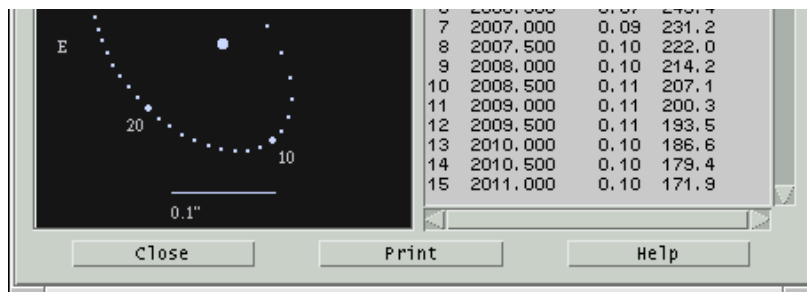 E
20
10
0.1"
7 2007.000 0.09 231.2
8 2007.500 0.10 222.0
9 2008.000 0.10 214.2
10 2008.500 0.11 207.1
11 2009.000 0.11 200.3
12 2009.500 0.11 193.5
13 2010.000 0.10 186.6
14 2010.500 0.10 179.4
15 2011.000 0.10 171.9
Close Print Help